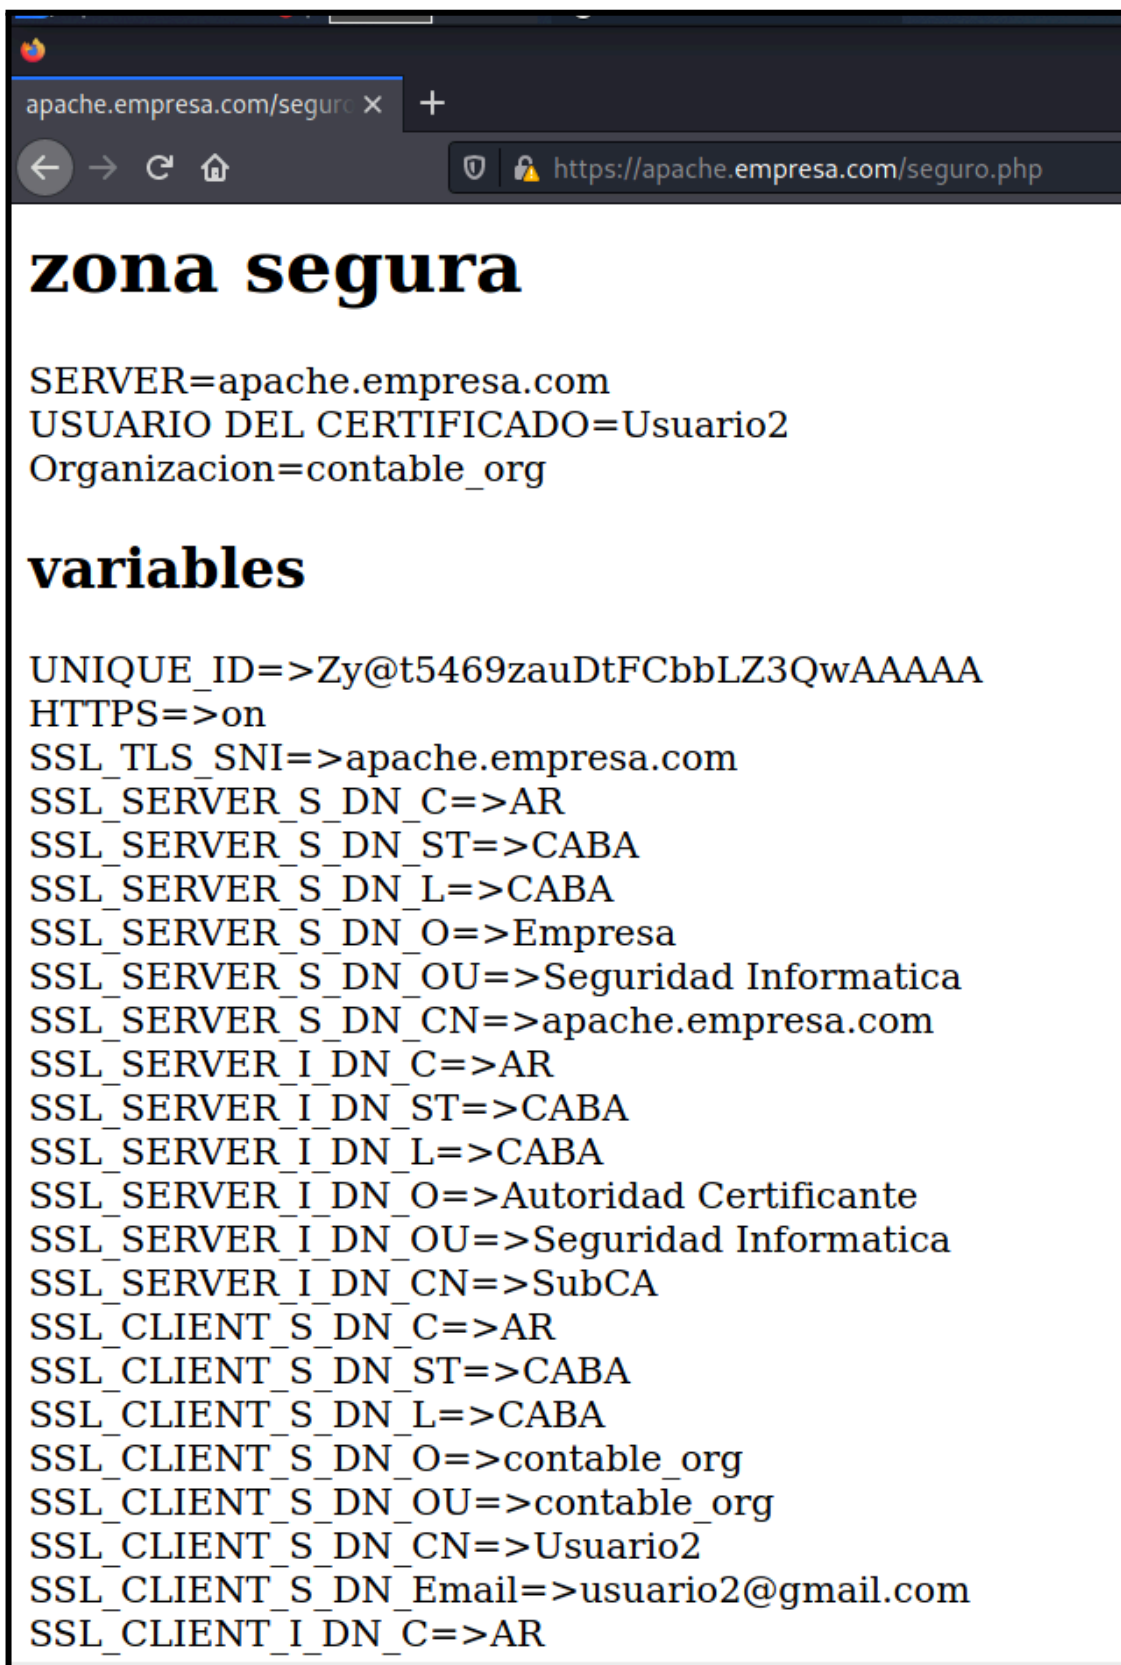 apache.empresa.com/seguro
https://apache.empresa.com/seguro.php
zona segura
SERVER=apache.empresa.com
USUARIO DEL CERTIFICADO=Usuario2
Organizacion=contable_org
variables
UNIQUE_ID=>Zy@t5469zauDtFCbbLZ3QwAAAAA
HTTPS=>on
SSL_TLS_SNI=>apache.empresa.com
SSL_SERVER_S_DN_C=>AR
SSL_SERVER_S_DN_ST=>CABA
SSL_SERVER_S_DN_L=>CABA
SSL_SERVER_S_DN_O=>Empresa
SSL_SERVER_S_DN_OU=>Seguridad Informatica
SSL_SERVER_S_DN_CN=>apache.empresa.com
SSL_SERVER_I_DN_C=>AR
SSL_SERVER_I_DN_ST=>CABA
SSL_SERVER_I_DN_L=>CABA
SSL_SERVER_I_DN_O=>Autoridad Certificante
SSL_SERVER_I_DN_OU=>Seguridad Informatica
SSL_SERVER_I_DN_CN=>SubCA
SSL_CLIENT_S_DN_C=>AR
SSL_CLIENT_S_DN_ST=>CABA
SSL_CLIENT_S_DN_L=>CABA
SSL_CLIENT_S_DN_O=>contable_org
SSL_CLIENT_S_DN_OU=>contable_org
SSL_CLIENT_S_DN_CN=>Usuario2
SSL_CLIENT_S_DN_Email=>usuario2@gmail.com
SSL_CLIENT_I_DN_C=>AR